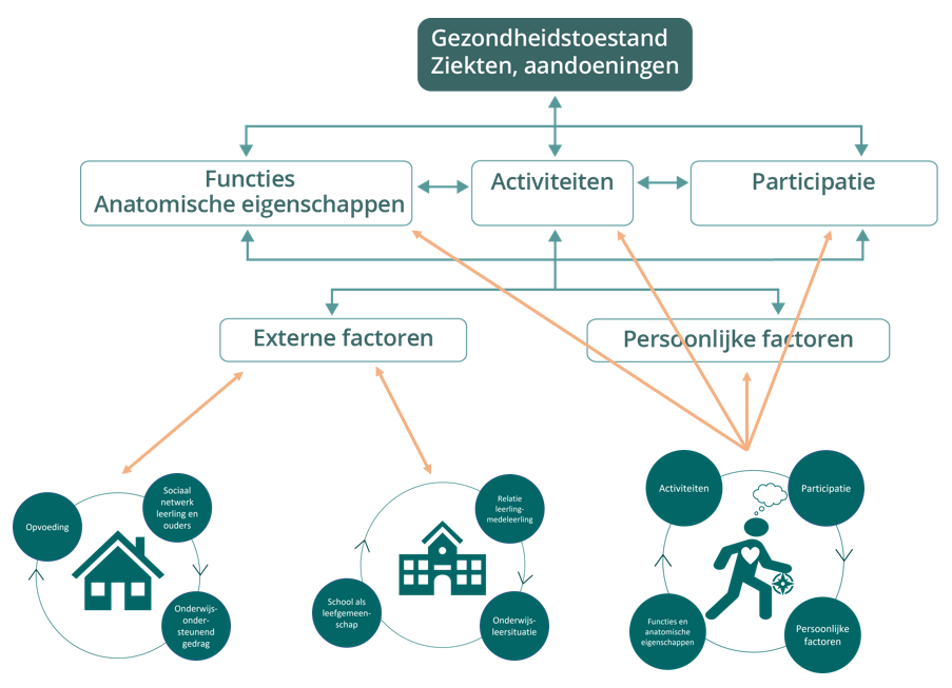 Gezondheidstoestand
Ziekten, aandoeningen
Functies
Anatomische eigenschappen
Activiteiten
Participatie
Externe factoren
Persoonlijke factoren
Opvoeding
Sociaal
netwerk
leerling en
ouders
Onderwijs-
onder-
steunend
gedrag
Relatie
leerling-
medeleerling
School als
leefgemeen-
schap
Onderwijs-
leersituatie
Activiteiten
Participatie
Functies en
anatomische
eigenschappen
Persoonlijke
factoren